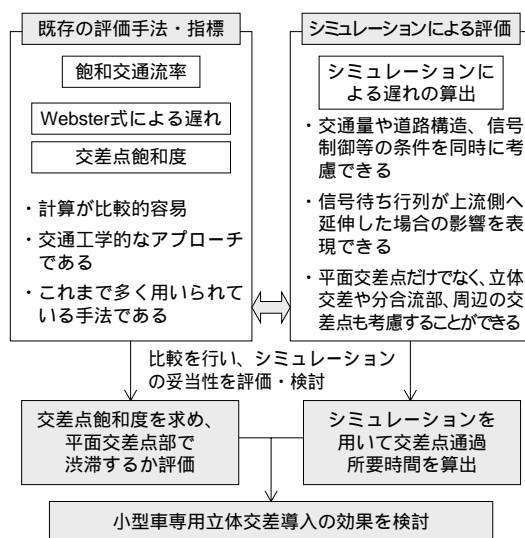 既存の評価手法・指標
飽和交通流率
Webster式による遅れ
交差点飽和度
・計算が比較的容易
・交通工学的なアプローチ
である
・これまで多く用いられて
いる手法である
シミュレーションによる評価
シミュレーションに
よる遅れの算出
・交通量や道路構造、信号
制御等の条件を同時に考
慮できる
・信号待ち行列が上流側へ
延伸した場合の影響を表
現できる
・平面交差点だけでなく、立体
交差や分合流部、周辺の交
差点も考慮することができる
比較を行い、シミュレーション
の妥当性を評価・検討
交差点飽和度を求め、
平面交差点部で
渋滞するか評価
シミュレーションを
用いて交差点通過
所要時間を算出
小型車専用立体交差導入の効果を検討